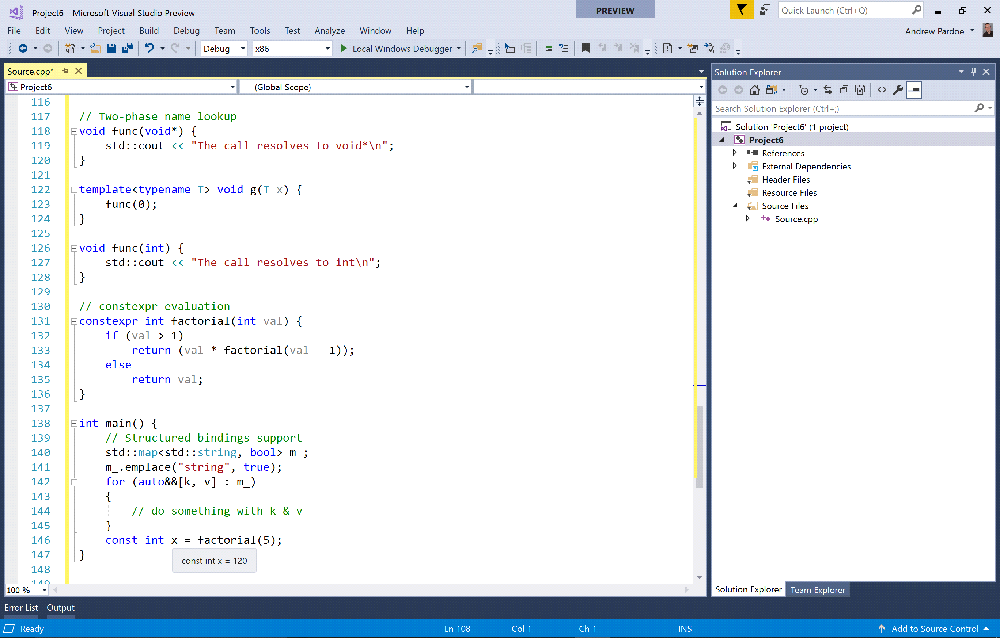 Project6 - Microsoft Visual Studio Preview
PREVIEW
Quick Launch (Ctrl+Q)
File Edit View Project Build Debug Team Tools Test Analyze Window Help
Andrew Pardoe
Debug x86 Local Windows Debugger
Source.cpp*
Project6 (Global Scope)
116
117 // Two-phase name lookup
118 void func(void*) {
119 std::cout << "The call resolves to void*\n";
120 }
121
122 template<typename T> void g(T x) {
123 func(0);
124 }
125
126 void func(int) {
127 std::cout << "The call resolves to int\n";
128 }
129
130 // constexpr evaluation
131 constexpr int factorial(int val) {
132 if (val > 1)
133 return (val * factorial(val - 1));
134 else
135 return val;
136 }
137
138 int main() {
139 // Structured bindings support
140 std::map<std::string, bool> m_;
141 m_.emplace("string", true);
142 for (auto&&[k, v] : m_)
143 {
144 // do something with k & v
145 }
146 const int x = factorial(5);
147 }
const int x = 120
148
149
100 %
Solution Explorer
Search Solution Explorer (Ctrl+;)
Solution 'Project6' (1 project)
Project6
References
External Dependencies
Header Files
Resource Files
Source Files
Source.cpp
Solution Explorer Team Explorer
Error List Output
Ready Ln 108 Col 1 Ch 1 INS Add to Source Control